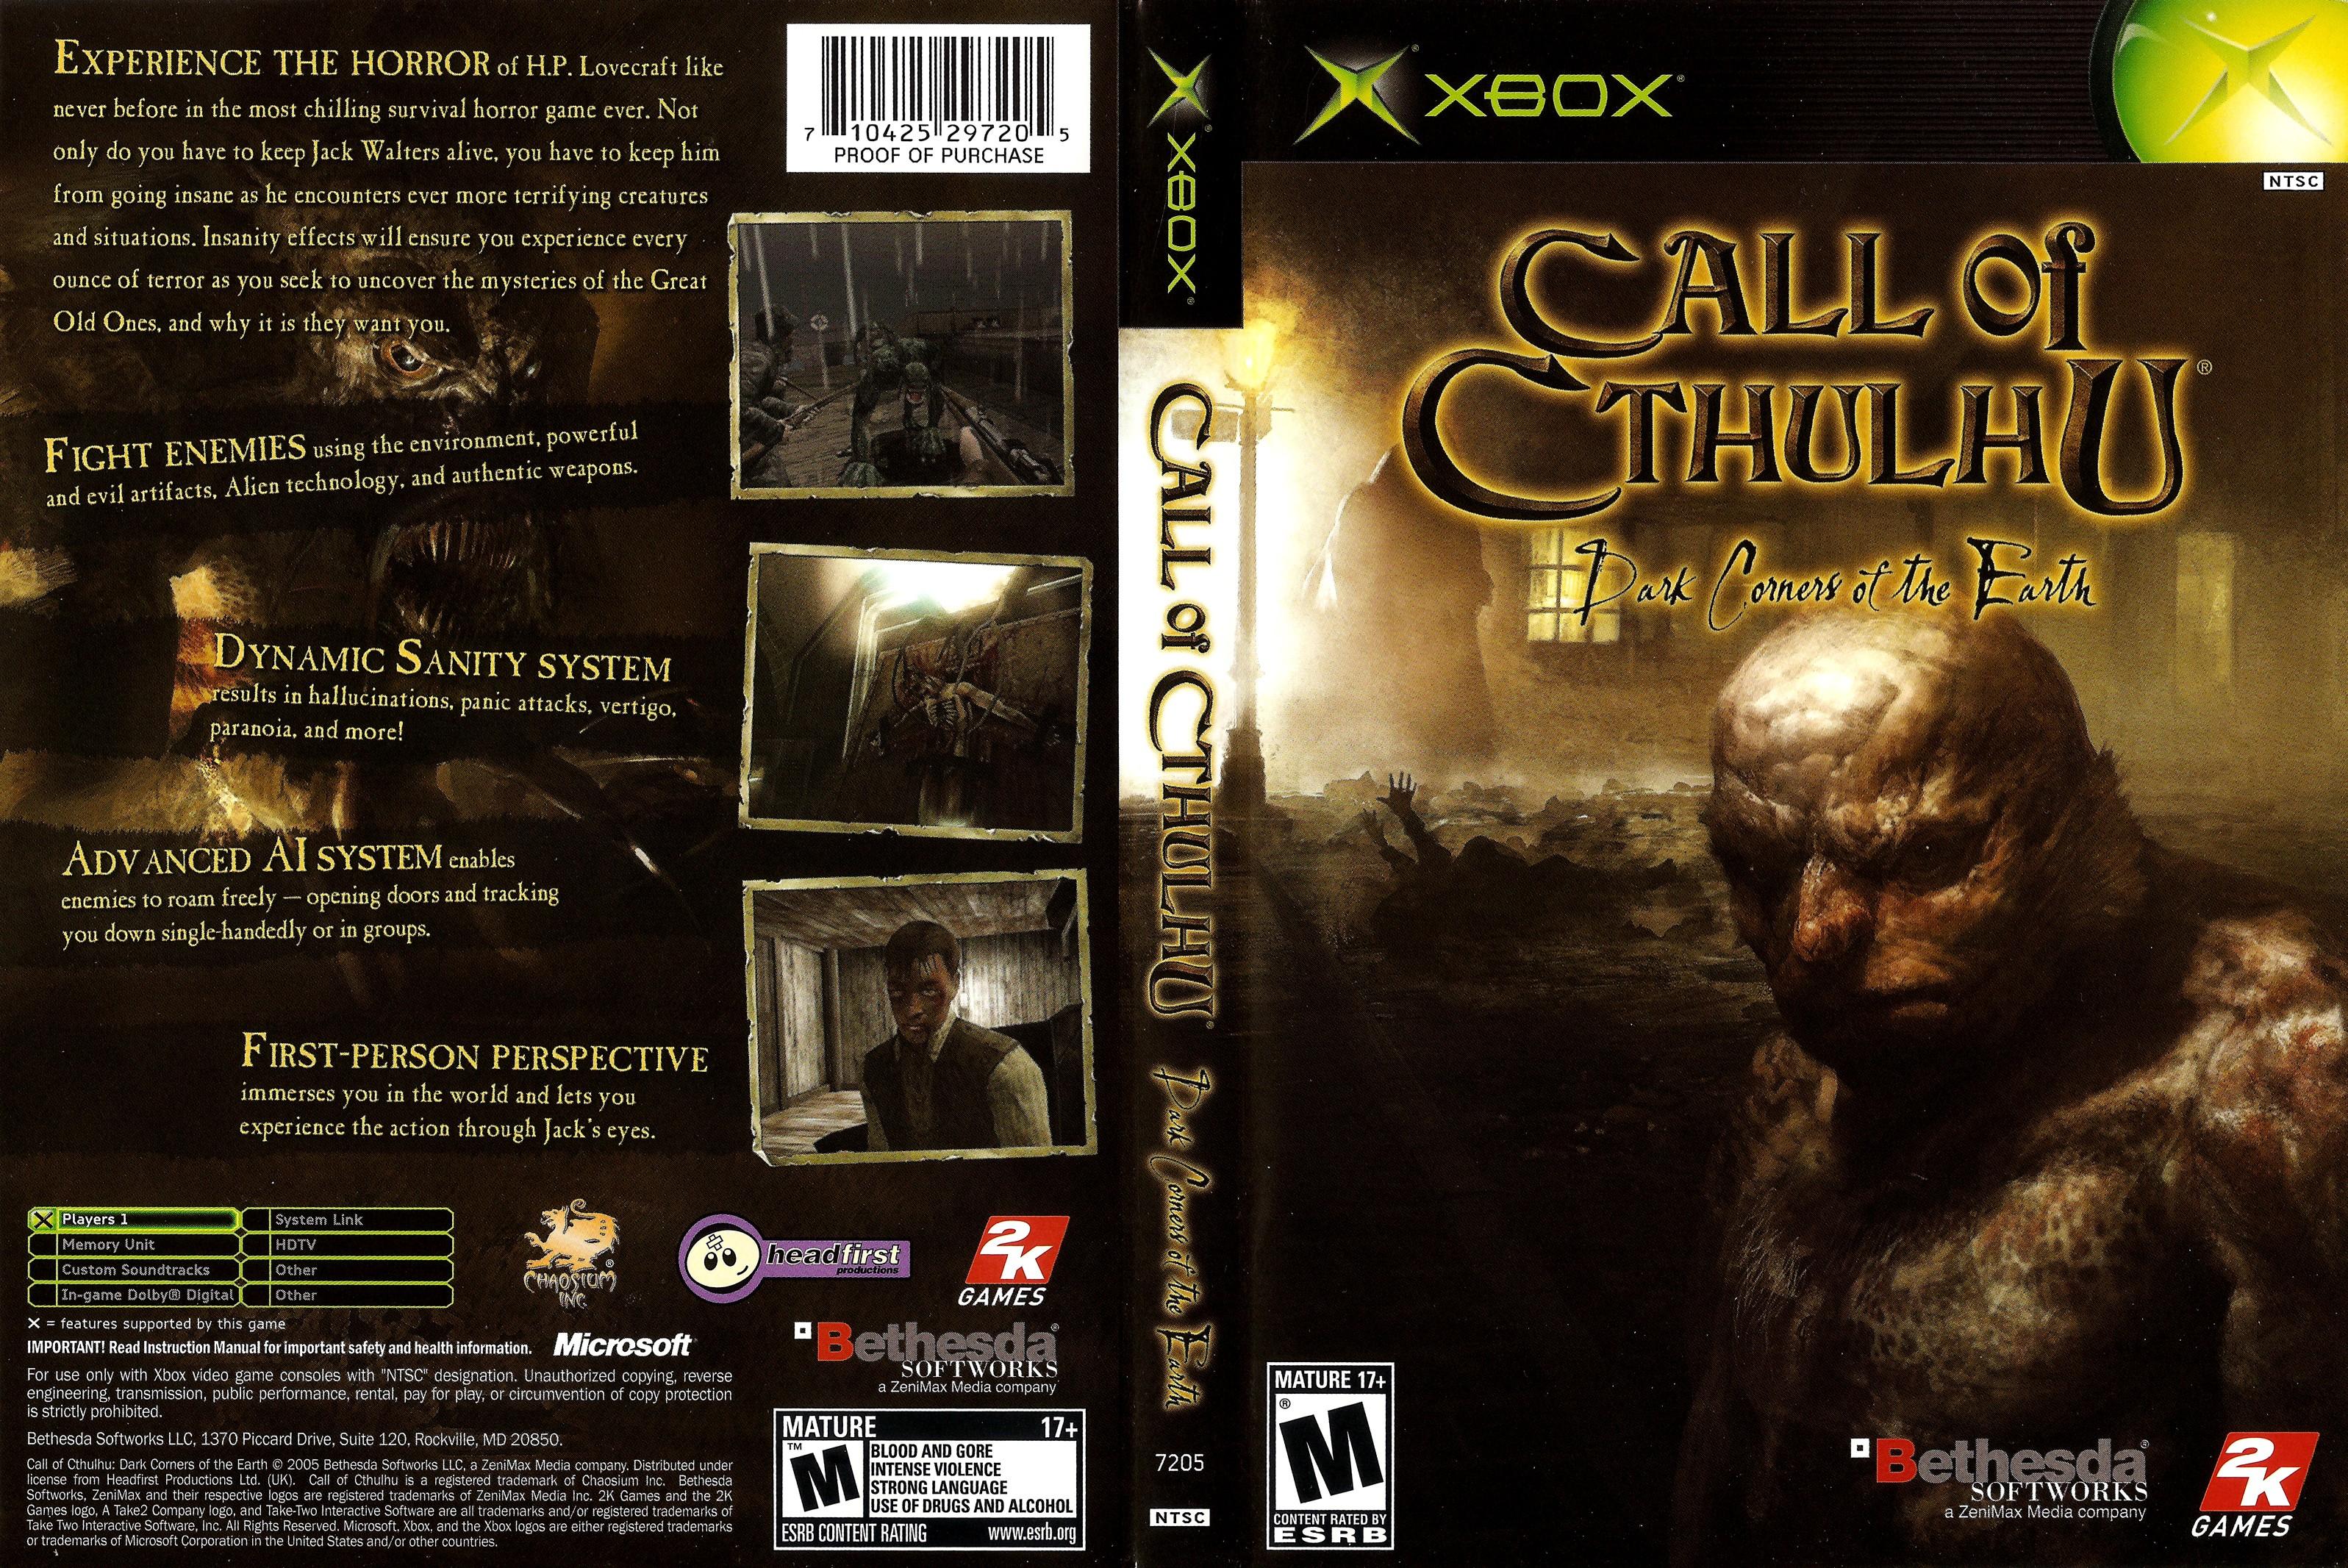 EXPERIENCE THE HORROR of H.P. Lovecraft like
never before in the most chilling survival horror game ever. Not
only do you have to keep Jack Walters alive, you have to keep him
from going insane as he encounters ever more terrifying creatures
and situations. Insanity effects will ensure you experience every
ounce of terror as you seek to uncover the mysteries of the Great
Old Ones, and why it is they want you.
FIGHT ENEMIES using the environment, powerful
and evil artifacts, Alien technology, and authentic weapons.
DYNAMIC SANITY SYSTEM
results in hallucinations, panic attacks, vertigo,
paranoia, and more!
ADVANCED AI SYSTEM enables
enemies to roam freely — opening doors and tracking
you down single-handedly or in groups.
FIRST-PERSON PERSPECTIVE
immerses you in the world and lets you
experience the action through Jack's eyes.
7 10425 29720 5
PROOF OF PURCHASE
X Players 1
System Link
Memory Unit
HDTV
Custom Soundtracks
Other
In-game Dolby® Digital
Other
X = features supported by this game
CHAOSIUM®
INC.
headfirst
productions
2K
GAMES
IMPORTANT! Read Instruction Manual for important safety and health information.
Microsoft
Bethesda®
SOFTWORKS
a ZeniMax Media company
For use only with Xbox video game consoles with "NTSC" designation. Unauthorized copying, reverse
engineering, transmission, public performance, rental, pay for play, or circumvention of copy protection
is strictly prohibited.
Bethesda Softworks LLC, 1370 Piccard Drive, Suite 120, Rockville, MD 20850.
Call of Cthulhu: Dark Corners of the Earth © 2005 Bethesda Softworks LLC, a ZeniMax Media company. Distributed under
license from Headfirst Productions Ltd. (UK). Call of Cthulhu is a registered trademark of Chaosium Inc. Bethesda
Softworks, ZeniMax and their respective logos are registered trademarks of ZeniMax Media Inc. 2K Games and the 2K
Games logo, A Take2 Company logo, and Take-Two Interactive Software are all trademarks and/or registered trademarks of
Take Two Interactive Software, Inc. All Rights Reserved. Microsoft, Xbox, and the Xbox logos are either registered trademarks
or trademarks of Microsoft Corporation in the United States and/or other countries.
MATURE 17+
M™
BLOOD AND GORE
INTENSE VIOLENCE
STRONG LANGUAGE
USE OF DRUGS AND ALCOHOL
ESRB CONTENT RATING www.esrb.org
XBOX®
CALL of CTHULHU®
Dark Corners of the Earth
7205
NTSC
XBOX®
NTSC
CALL of
CTHULHU®
Dark Corners of the Earth
MATURE 17+
M®
CONTENT RATED BY
ESRB
Bethesda®
SOFTWORKS
a ZeniMax Media company
2K
GAMES